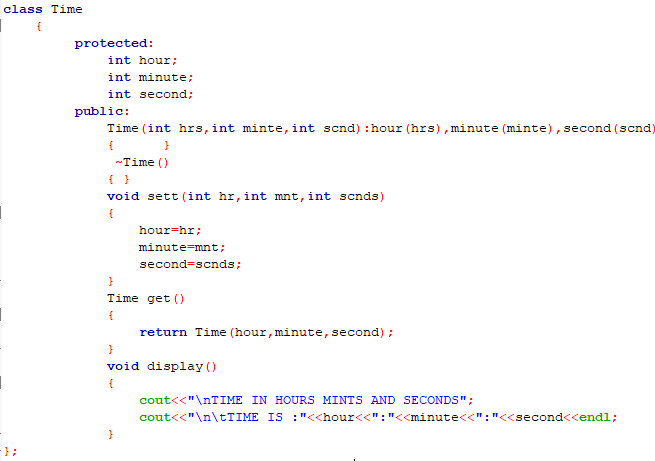 class Time
{
protected:
int hour;
int minute;
int second;
public:
Time(int hrs,int minte,int scnd):hour(hrs),minute(minte),second(scnd)
{ }
~Time()
{ }
void sett(int hr,int mnt,int scnds)
{
hour=hr;
minute=mnt;
second=scnds;
}
Time get()
{
return Time(hour,minute,second);
}
void display()
{
cout<<"\nTIME IN HOURS MINTS AND SECONDS";
cout<<"\n\tTIME IS :"<<hour<<":"<<minute<<":"<<second<<endl;
}
};